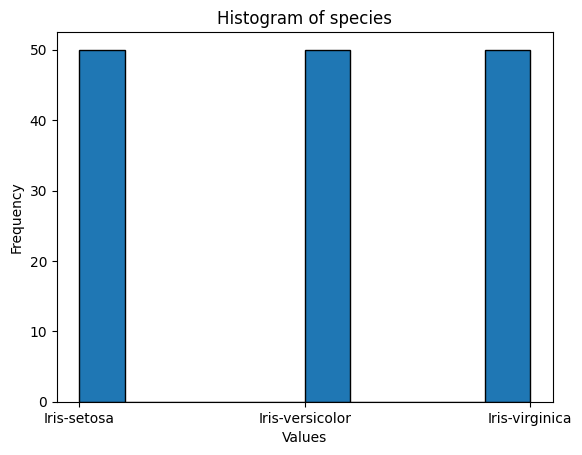 Histogram of species
50
40
30
20
10
0
Frequency
Iris-setosa Iris-versicolor Iris-virginica
Values